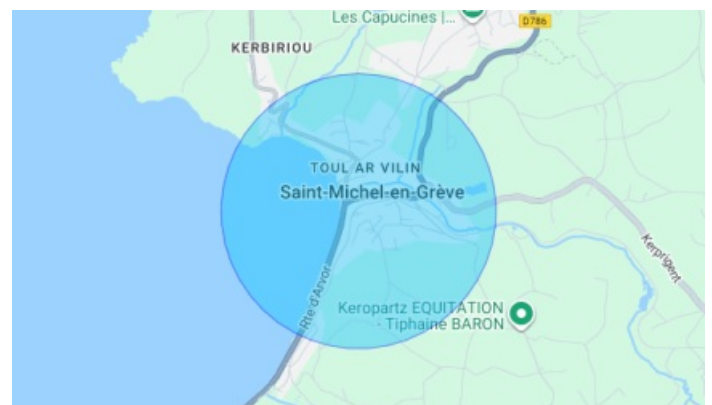 Les Capucines |...
D786
KERBIRIOU
TOUL AR VILIN
Saint-Michel-en-Grève
Kerprigent
Rte d'Arvor
Keropartz EQUITATION
- Tiphaine BARON